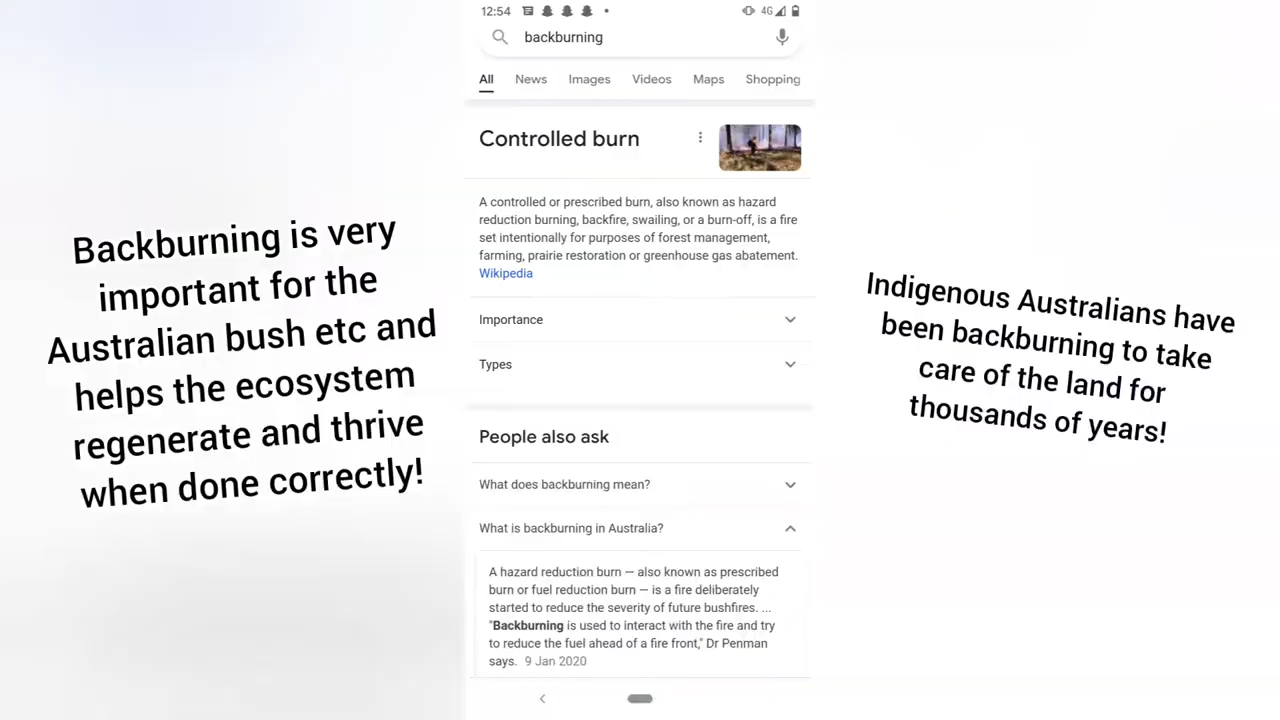 12:54
4G
backburning
All News Images Videos Maps Shopping
Controlled burn
A controlled or prescribed burn, also known as hazard
reduction burning, backfire, swailing, or a burn-off, is a fire
set intentionally for purposes of forest management,
farming, prairie restoration or greenhouse gas abatement.
Wikipedia
Importance
Types
People also ask
What does backburning mean?
What is backburning in Australia?
A hazard reduction burn — also known as prescribed
burn or fuel reduction burn — is a fire deliberately
started to reduce the severity of future bushfires. ...
"Backburning is used to interact with the fire and try
to reduce the fuel ahead of a fire front," Dr Penman
says. 9 Jan 2020
Backburning is very
important for the
Australian bush etc and
helps the ecosystem
regenerate and thrive
when done correctly!
Indigenous Australians have
been backburning to take
care of the land for
thousands of years!